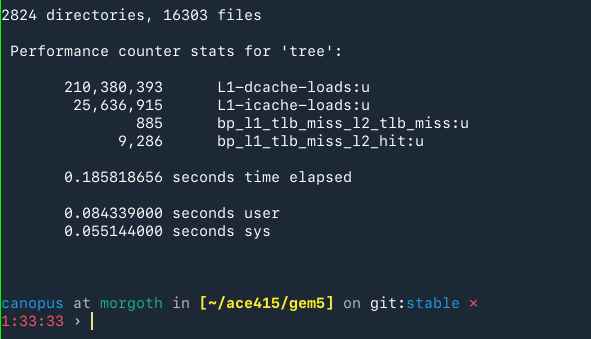 2824 directories, 16303 files
Performance counter stats for 'tree':
210,380,393 L1-dcache-loads:u
25,636,915 L1-icache-loads:u
885 bp_l1_tlb_miss_l2_tlb_miss:u
9,286 bp_l1_tlb_miss_l2_hit:u
0.185818656 seconds time elapsed
0.084339000 seconds user
0.055144000 seconds sys
canopus at morgoth in [~/ace415/gem5] on git:stable ×
1:33:33 ›